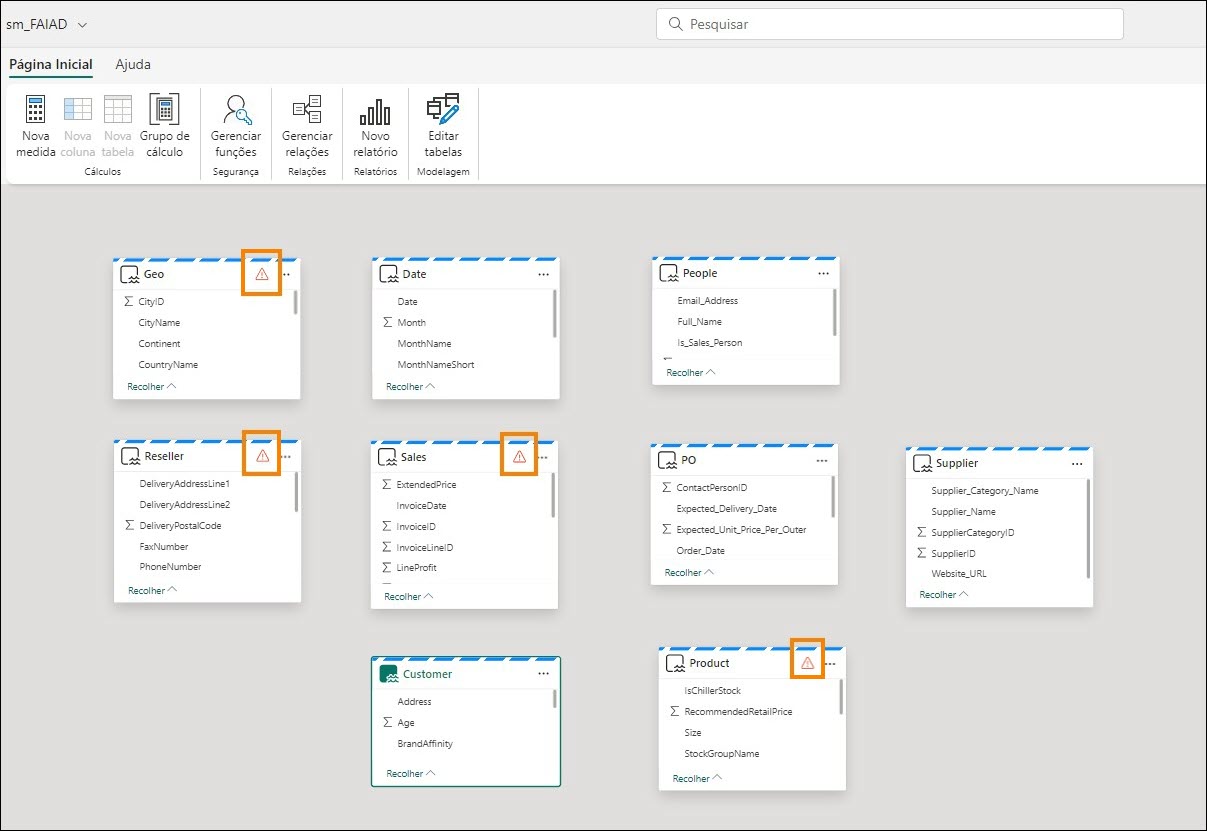 sm_FAIAD
Pesquisar
Página Inicial
Ajuda
Nova medida
Nova coluna
Nova tabela
Grupo de cálculo
Cálculos
Gerenciar funções
Segurança
Gerenciar relações
Relações
Novo relatório
Relatórios
Editar tabelas
Modelagem
Geo
CityID
CityName
Continent
CountryName
Recolher
Date
Date
Month
MonthName
MonthNameShort
Recolher
People
Email_Address
Full_Name
Is_Sales_Person
Recolher
Reseller
DeliveryAddressLine1
DeliveryAddressLine2
DeliveryPostalCode
FaxNumber
PhoneNumber
Recolher
Sales
ExtendedPrice
InvoiceDate
InvoiceID
InvoiceLineID
LineProfit
Recolher
PO
ContactPersonID
Expected_Delivery_Date
Expected_Unit_Price_Per_Outer
Order_Date
Recolher
Supplier
Supplier_Category_Name
Supplier_Name
SupplierCategoryID
SupplierID
Website_URL
Recolher
Customer
Address
Age
BrandAffinity
Recolher
Product
IsChillerStock
RecommendedRetailPrice
Size
StockGroupName
Recolher